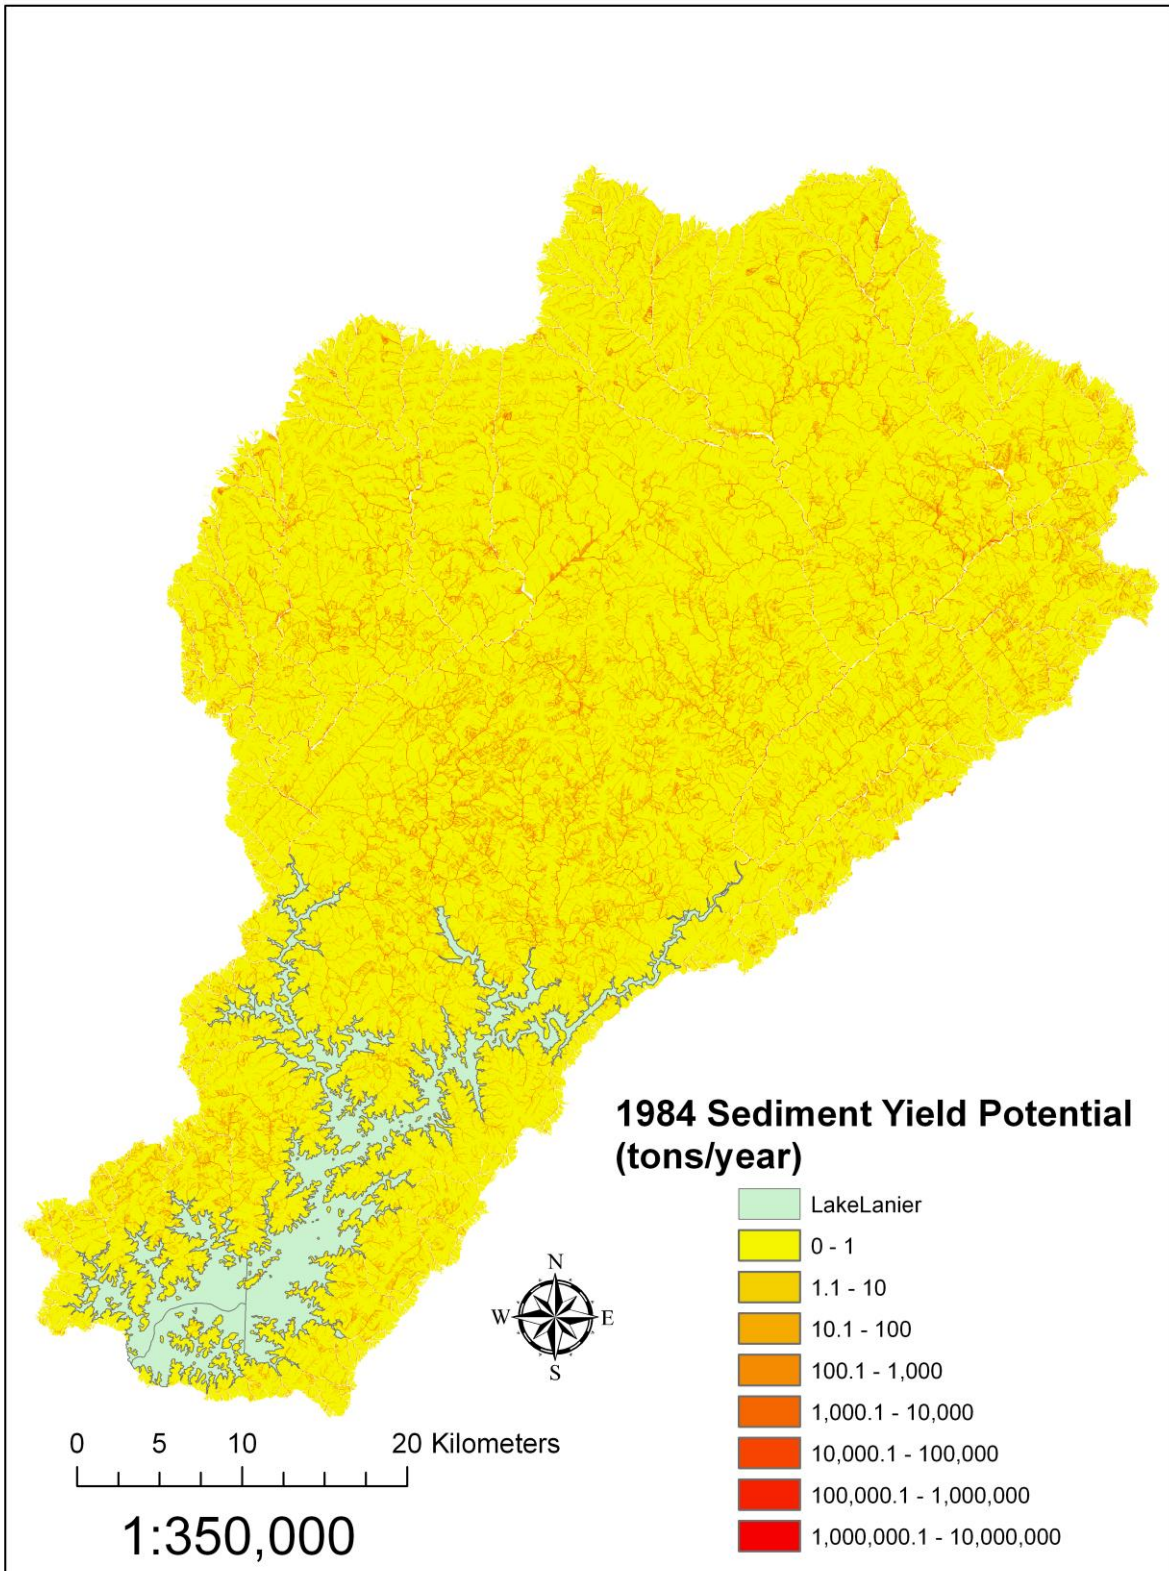 1984 Sediment Yield Potential
(tons/year)
LakeLanier
0 - 1
1.1 - 10
10.1 - 100
100.1 - 1,000
1,000.1 - 10,000
10,000.1 - 100,000
100,000.1 - 1,000,000
1,000,000.1 - 10,000,000
N
W E
S
0 5 10 20 Kilometers
1:350,000